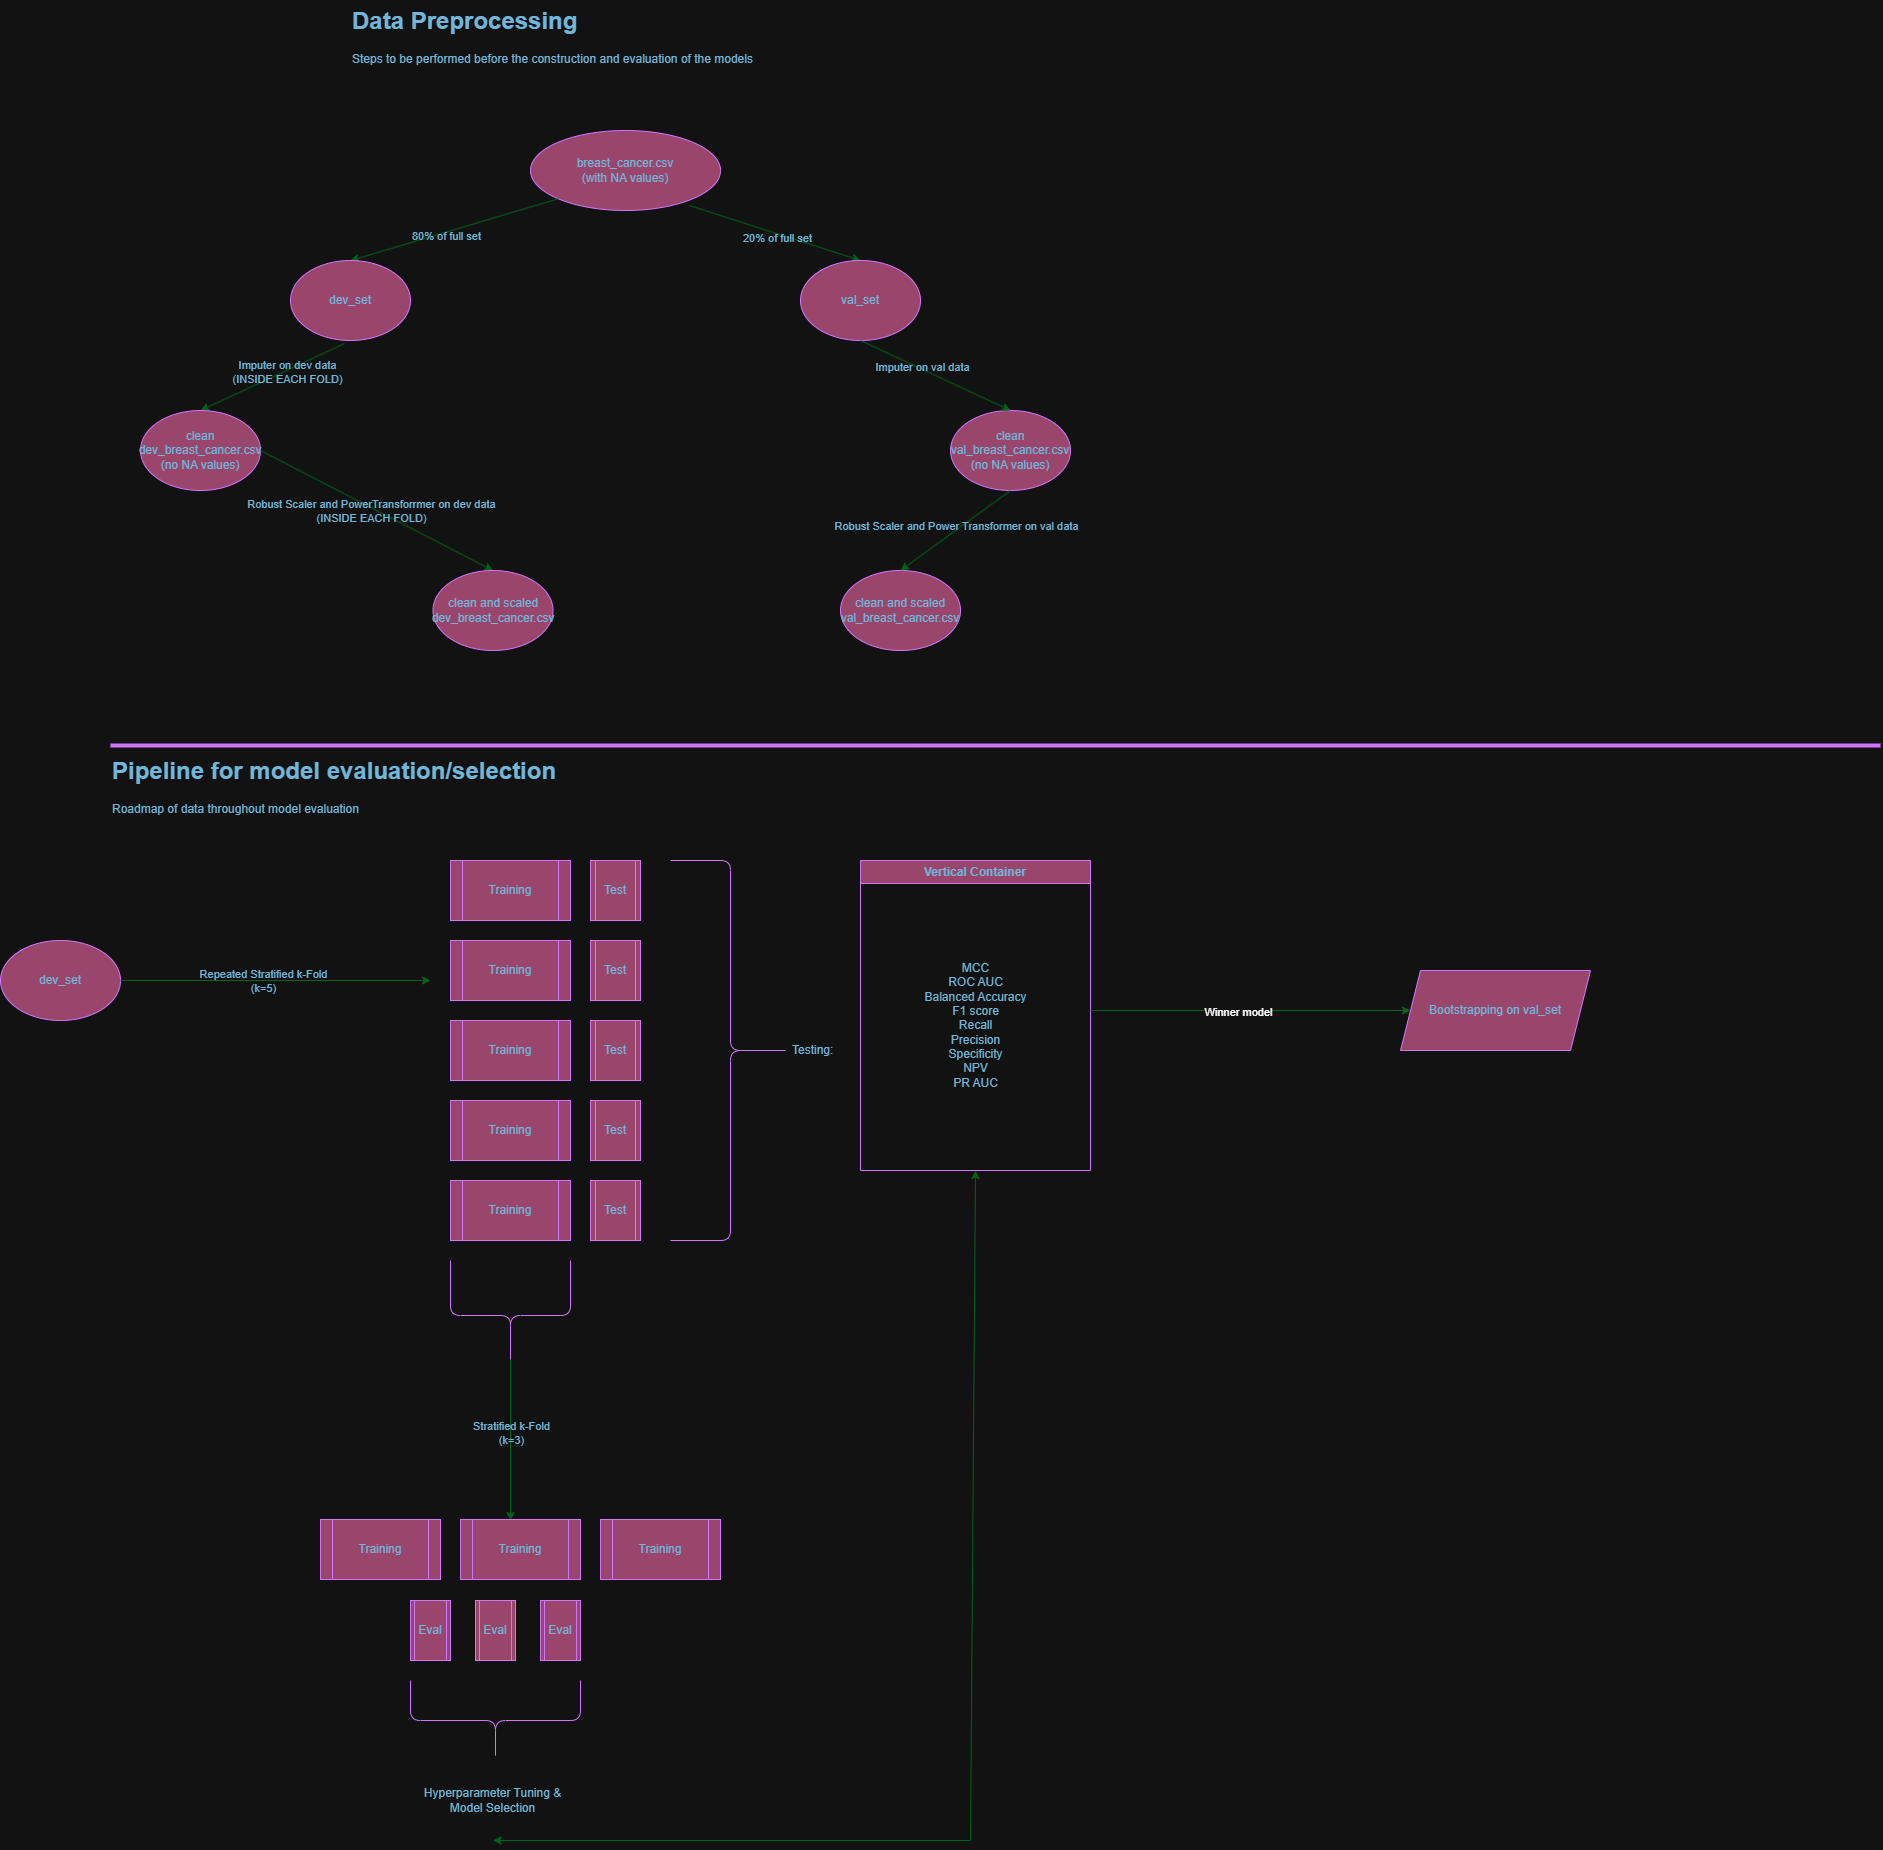 Data Preprocessing
Steps to be performed before the construction and evaluation of the models
breast_cancer.csv
(with NA values)
80% of full set
20% of full set
dev_set
val_set
Imputer on dev data
(INSIDE EACH FOLD)
Imputer on val data
clean
dev_breast_cancer.csv
(no NA values)
clean
val_breast_cancer.csv
(no NA values)
Robust Scaler and PowerTransforrmer on dev data
(INSIDE EACH FOLD)
Robust Scaler and Power Transformer on val data
clean and scaled
dev_breast_cancer.csv
clean and scaled
val_breast_cancer.csv
Pipeline for model evaluation/selection
Roadmap of data throughout model evaluation
dev_set
Repeated Stratified k-Fold
(k=5)
Training
Test
Training
Test
Training
Test
Training
Test
Training
Test
Testing:
Vertical Container
MCC
ROC AUC
Balanced Accuracy
F1 score
Recall
Precision
Specificity
NPV
PR AUC
Winner model
Bootstrapping on val_set
Stratified k-Fold
(k=3)
Training
Training
Training
Eval
Eval
Eval
Hyperparameter Tuning &
Model Selection